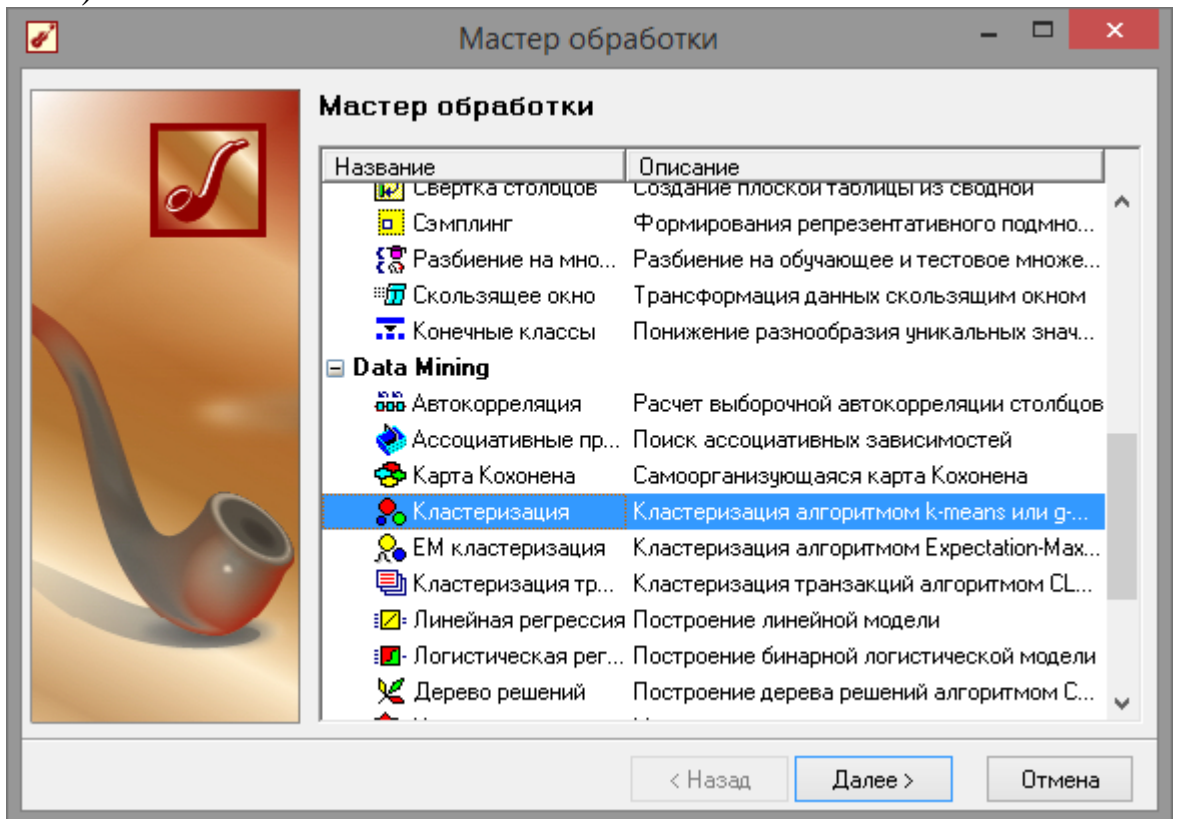 Мастер обработки
Мастер обработки
Название Описание
Свертка столбцов Создание плоской таблицы из сводной
Сэмплинг Формирования репрезентативного подмно...
Разбиение на мно... Разбиение на обучающее и тестовое множе...
Скользящее окно Трансформация данных скользящим окном
Конечные классы Понижение разнообразия уникальных знач...
Data Mining
Автокорреляция Расчет выборочной автокорреляции столбцов
Ассоциативные пр... Поиск ассоциативных зависимостей
Карта Кохонена Самоорганизующаяся карта Кохонена
Кластеризация Кластеризация алгоритмом k-means или g-...
EM кластеризация Кластеризация алгоритмом Expectation-Max...
Кластеризация тр... Кластеризация транзакций алгоритмом CL...
Линейная регрессия Построение линейной модели
Логистическая рег... Построение бинарной логистической модели
Дерево решений Построение дерева решений алгоритмом C...
< Назад Далее > Отмена